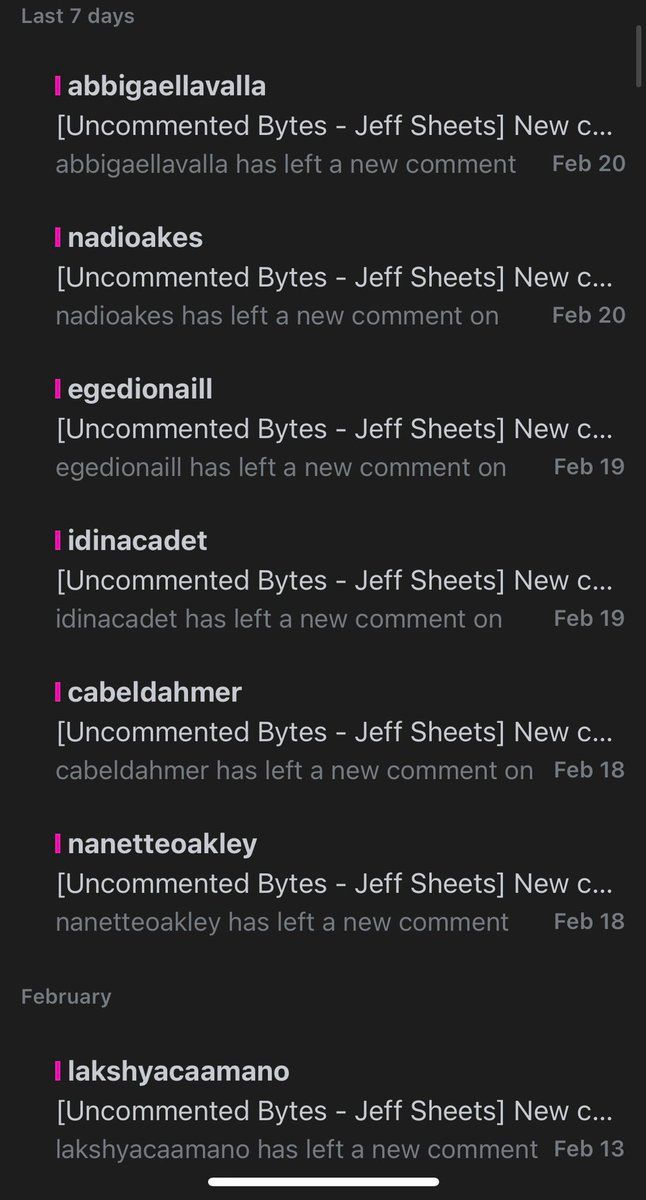 Last 7 days
abbigaellavalla
[Uncommented Bytes - Jeff Sheets] New c...
abbigaellavalla has left a new comment Feb 20
nadioakes
[Uncommented Bytes - Jeff Sheets] New c...
nadioakes has left a new comment on Feb 20
egedionaill
[Uncommented Bytes - Jeff Sheets] New c...
egedionaill has left a new comment on Feb 19
idinacadet
[Uncommented Bytes - Jeff Sheets] New c...
idinacadet has left a new comment on Feb 19
cabeldahmer
[Uncommented Bytes - Jeff Sheets] New c...
cabeldahmer has left a new comment on Feb 18
nanetteoakley
[Uncommented Bytes - Jeff Sheets] New c...
nanetteoakley has left a new comment Feb 18
February
lakshyacaamano
[Uncommented Bytes - Jeff Sheets] New c...
lakshyacaamano has left a new comment Feb 13